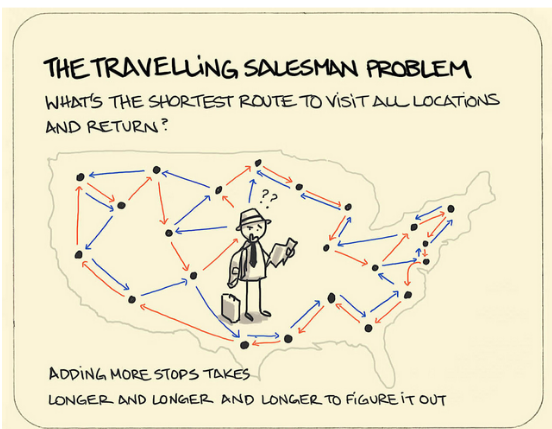 THE TRAVELLING SALESMAN PROBLEM
WHAT'S THE SHORTEST ROUTE TO VISIT ALL LOCATIONS
AND RETURN?
??
ADDING MORE STOPS TAKES
LONGER AND LONGER AND LONGER TO FIGURE IT OUT